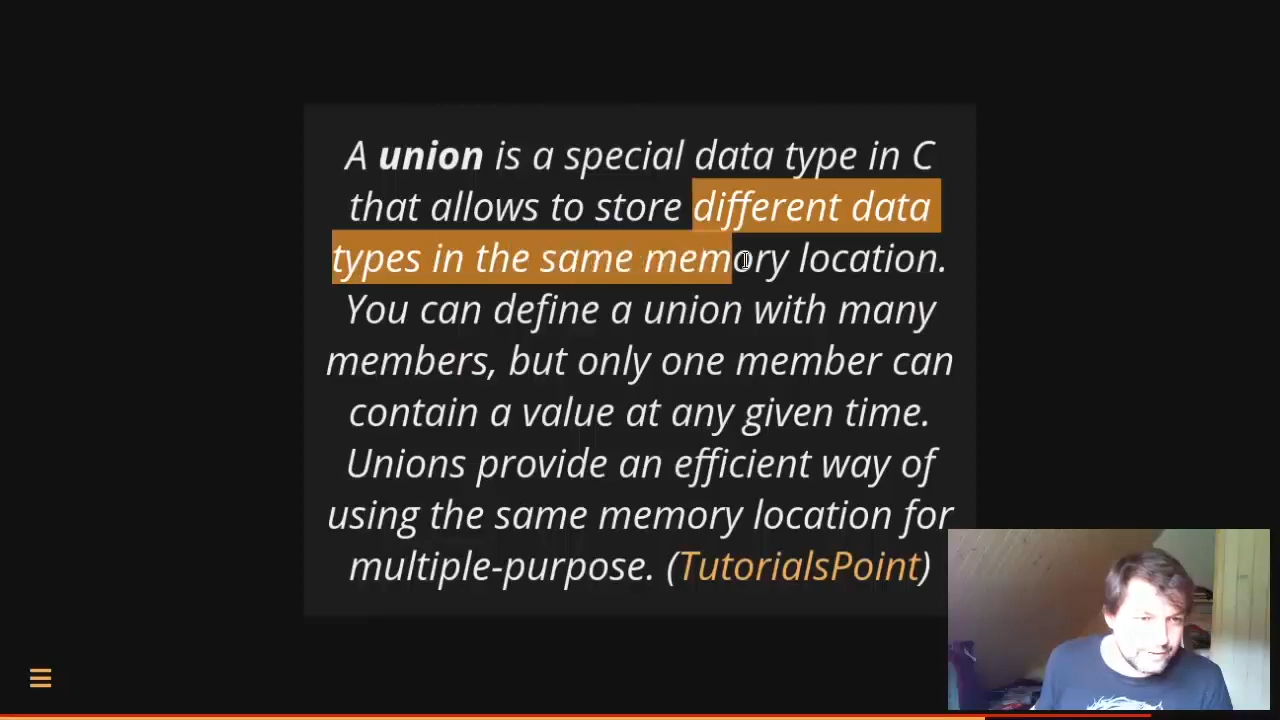 A union is a special data type in C
that allows to store different data
types in the same memory location.
You can define a union with many
members, but only one member can
contain a value at any given time.
Unions provide an efficient way of
using the same memory location for
multiple-purpose. (TutorialsPoint)